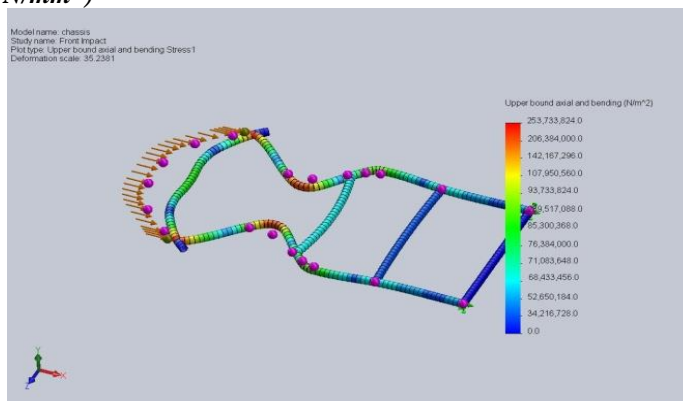 N/mm
Model name: chassis
Study name: Front Impact
Plot type: Upper bound axial and bending Stress1
Deformation scale: 35.2381
Upper bound axial and bending (N/m^2)
253,733,824.0
206,384,000.0
142,167,296.0
107,950,560.0
93,733,824.0
85,300,368.0
76,384,000.0
71,083,648.0
68,433,456.0
52,650,184.0
34,216,728.0
0.0
Y
X
Z